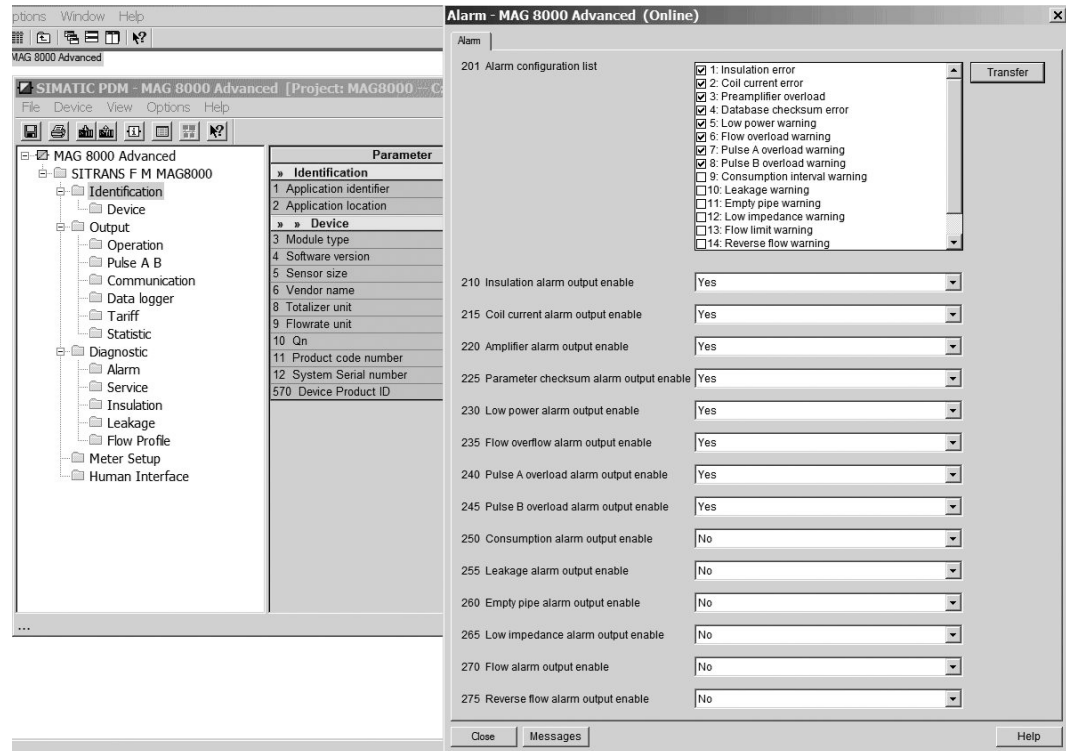 ptions Window Help
MAG 8000 Advanced
SIMATIC PDM - MAG 8000 Advanced [Project: MAG8000 -- C:
File Device View Options Help
MAG 8000 Advanced
SITRANS F M MAG8000
Identification
Device
Output
Operation
Pulse A B
Communication
Data logger
Tariff
Statistic
Diagnostic
Alarm
Service
Insulation
Leakage
Flow Profile
Meter Setup
Human Interface
...
Parameter
» Identification
1 Application identifier
2 Application location
» » Device
3 Module type
4 Software version
5 Sensor size
6 Vendor name
8 Totalizer unit
9 Flowrate unit
10 Qn
11 Product code number
12 System Serial number
570 Device Product ID
Alarm - MAG 8000 Advanced (Online)
Alarm
201 Alarm configuration list
1: Insulation error
2: Coil current error
3: Preamplifier overload
4: Database checksum error
5: Low power warning
6: Flow overload warning
7: Pulse A overload warning
8: Pulse B overload warning
9: Consumption interval warning
10: Leakage warning
11: Empty pipe warning
12: Low impedance warning
13: Flow limit warning
14: Reverse flow warning
Transfer
210 Insulation alarm output enable Yes
215 Coil current alarm output enable Yes
220 Amplifier alarm output enable Yes
225 Parameter checksum alarm output enable Yes
230 Low power alarm output enable Yes
235 Flow overflow alarm output enable Yes
240 Pulse A overload alarm output enable Yes
245 Pulse B overload alarm output enable Yes
250 Consumption alarm output enable No
255 Leakage alarm output enable No
260 Empty pipe alarm output enable No
265 Low impedance alarm output enable No
270 Flow alarm output enable No
275 Reverse flow alarm output enable No
Close Messages Help